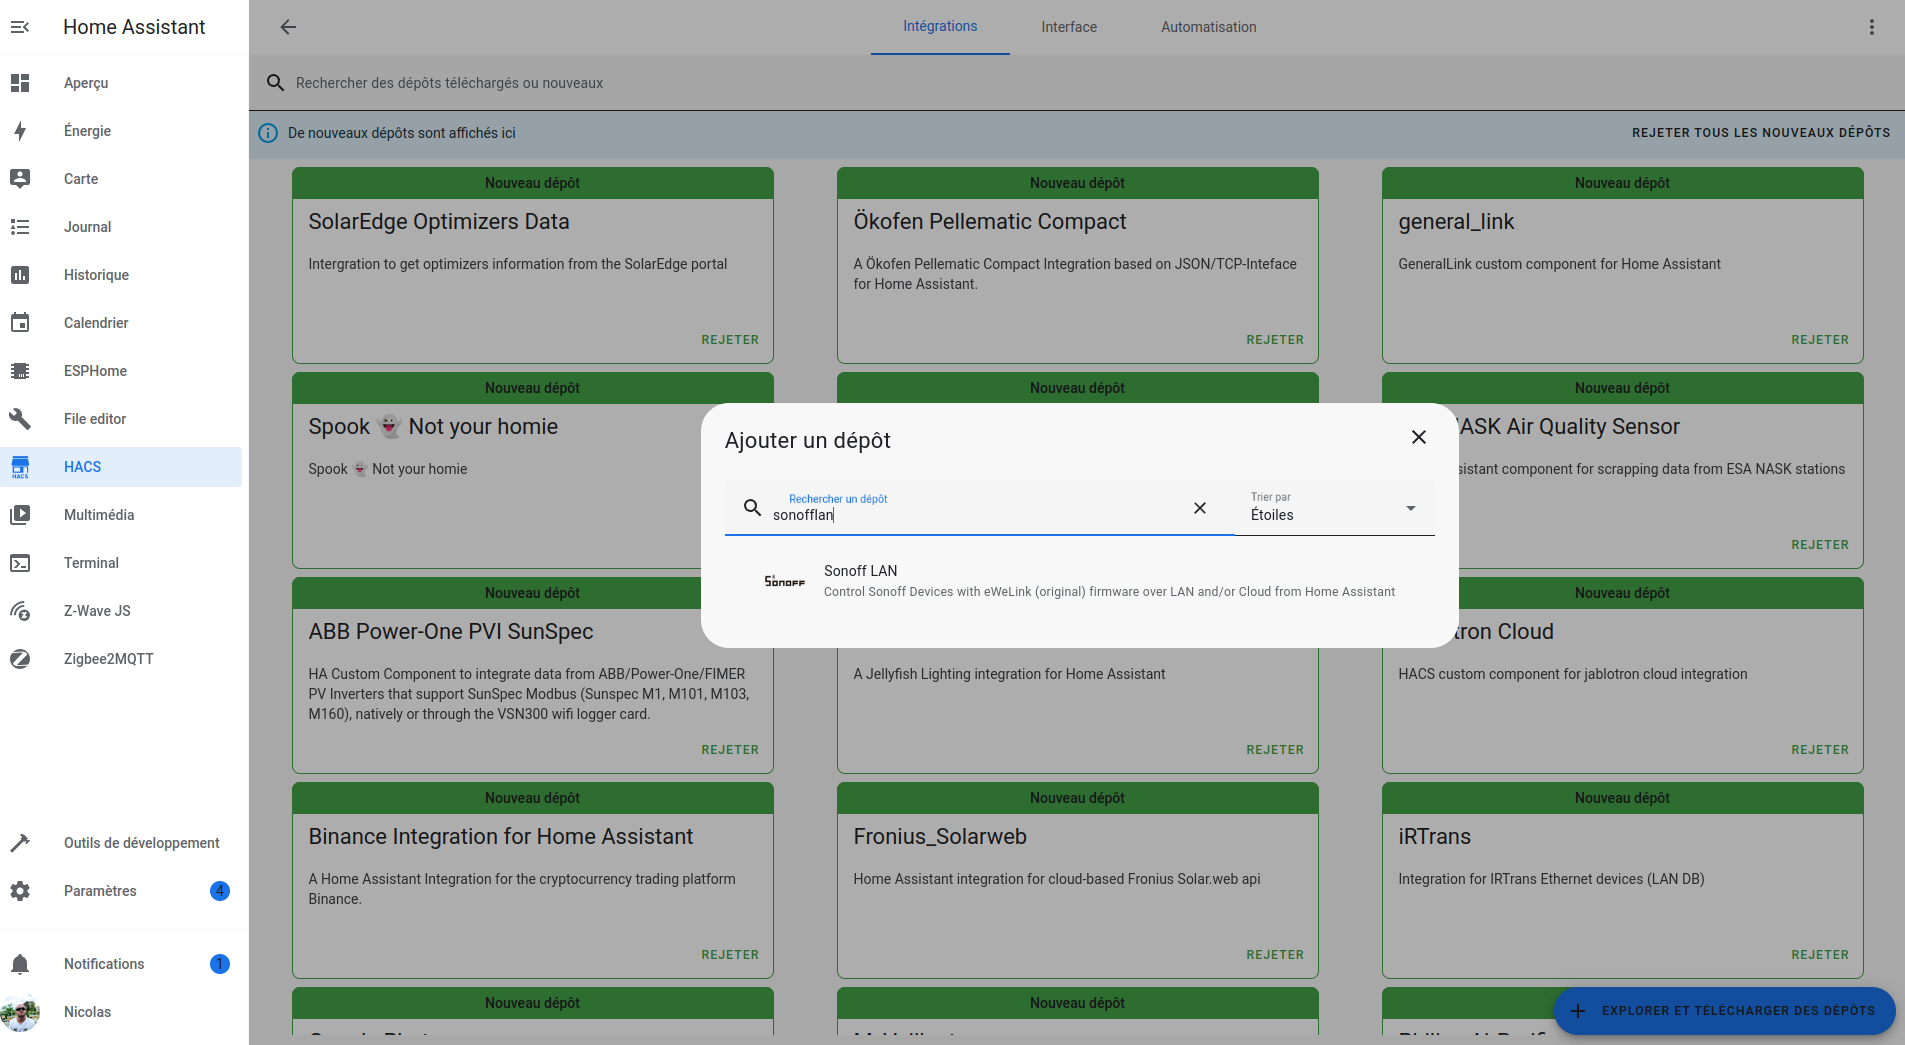 Home Assistant
Aperçu
Énergie
Carte
Journal
Historique
Calendrier
ESPHome
File editor
HACS
HACS
Multimédia
Terminal
Z-Wave JS
Zigbee2MQTT
Outils de développement
Paramètres 4
Notifications 1
Nicolas
Intégrations Interface Automatisation
Rechercher des dépôts téléchargés ou nouveaux
De nouveaux dépôts sont affichés ici REJETER TOUS LES NOUVEAUX DÉPÔTS
Nouveau dépôt
SolarEdge Optimizers Data
Intergration to get optimizers information from the SolarEdge portal
REJETER
Nouveau dépôt
Ökofen Pellematic Compact
A Ökofen Pellematic Compact Integration based on JSON/TCP-Inteface
for Home Assistant.
REJETER
Nouveau dépôt
general_link
GeneralLink custom component for Home Assistant
REJETER
Nouveau dépôt
Spook 👻 Not your homie
Spook 👻 Not your homie
Nouveau dépôt
Nouveau dépôt
ASK Air Quality Sensor
sistant component for scrapping data from ESA NASK stations
REJETER
Ajouter un dépôt
Rechercher un dépôt
sonofflan
Trier par
Étoiles
SONOFF
Sonoff LAN
Control Sonoff Devices with eWeLink (original) firmware over LAN and/or Cloud from Home Assistant
Nouveau dépôt
ABB Power-One PVI SunSpec
HA Custom Component to integrate data from ABB/Power-One/FIMER
PV Inverters that support SunSpec Modbus (Sunspec M1, M101, M103,
M160), natively or through the VSN300 wifi logger card.
REJETER
A Jellyfish Lighting integration for Home Assistant
REJETER
Nouveau dépôt
tron Cloud
HACS custom component for jablotron cloud integration
REJETER
Nouveau dépôt
Binance Integration for Home Assistant
A Home Assistant Integration for the cryptocurrency trading platform
Binance.
REJETER
Nouveau dépôt
Fronius_Solarweb
Home Assistant integration for cloud-based Fronius Solar.web api
REJETER
Nouveau dépôt
iRTrans
Integration for IRTrans Ethernet devices (LAN DB)
REJETER
Nouveau dépôt
Nouveau dépôt
EXPLORER ET TÉLÉCHARGER DES DÉPÔTS